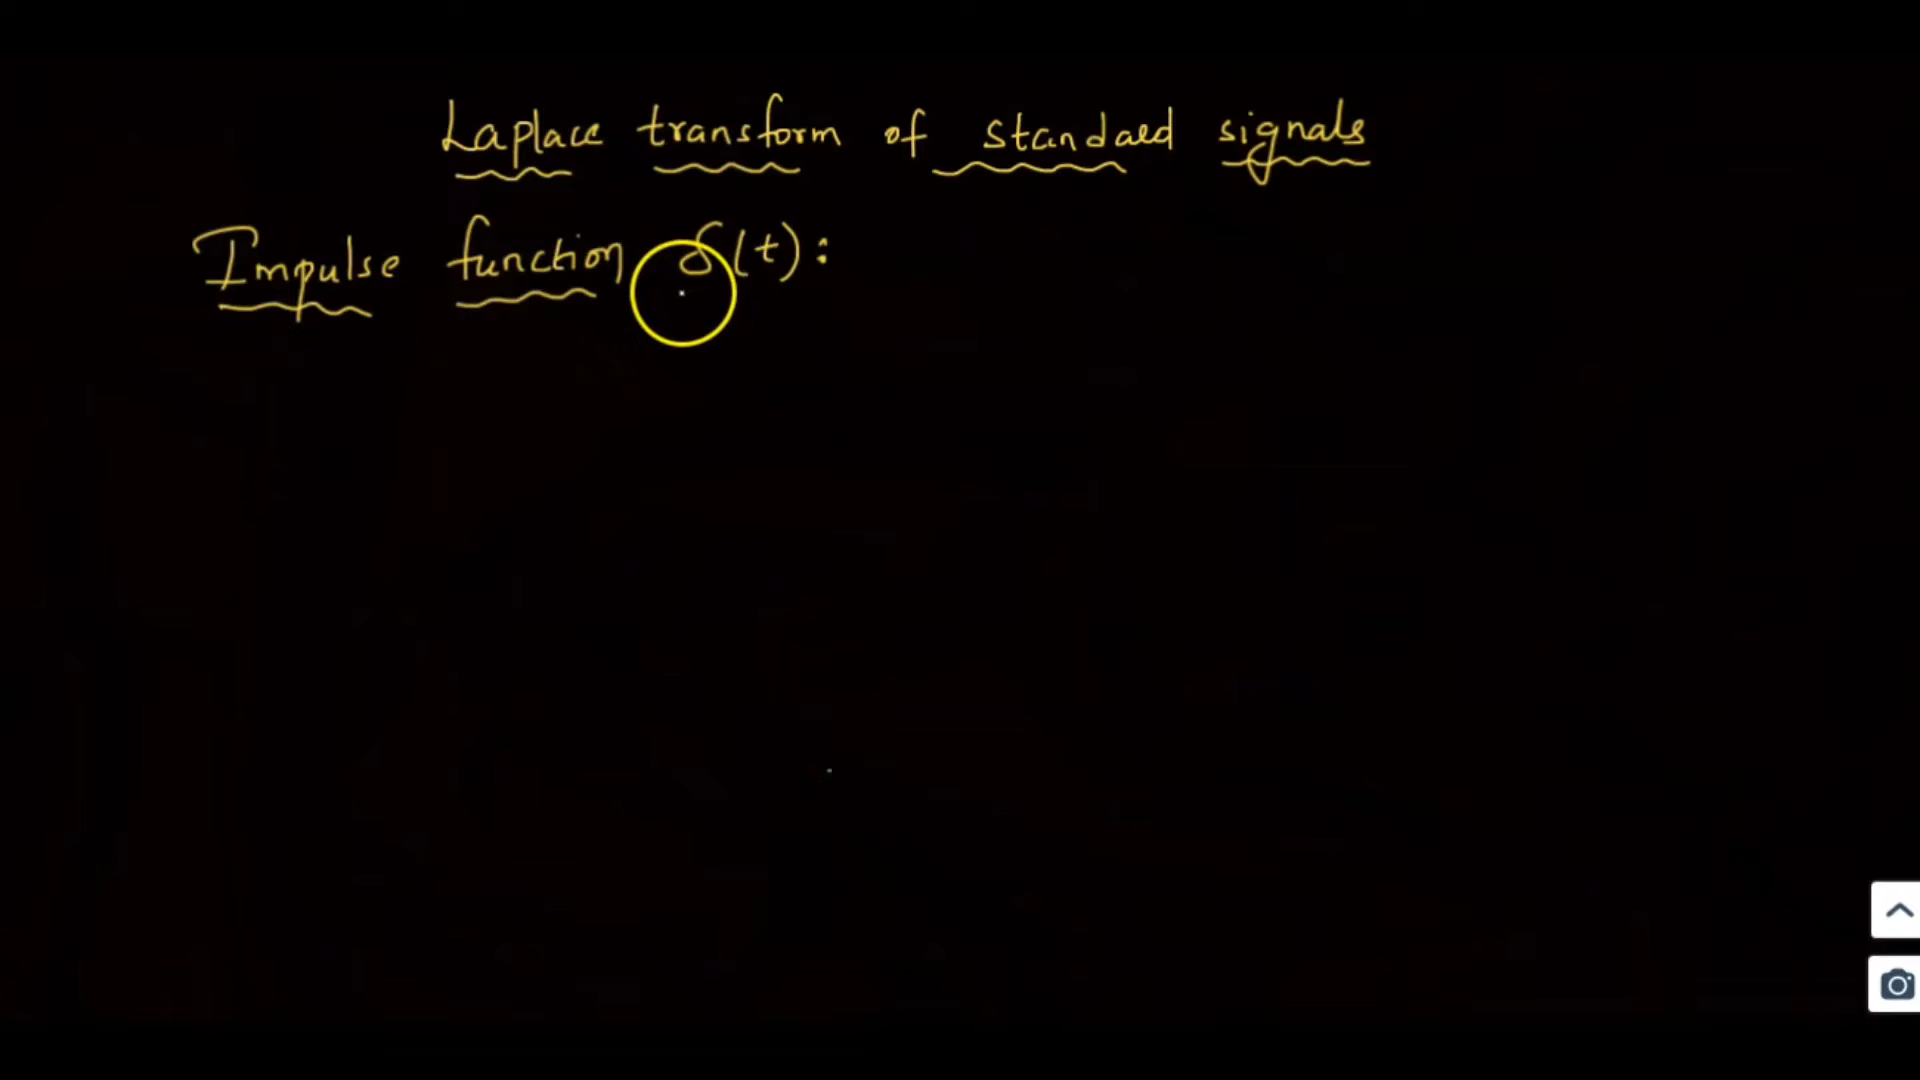 Laplace transform of standard signals
Impulse function δ(t):